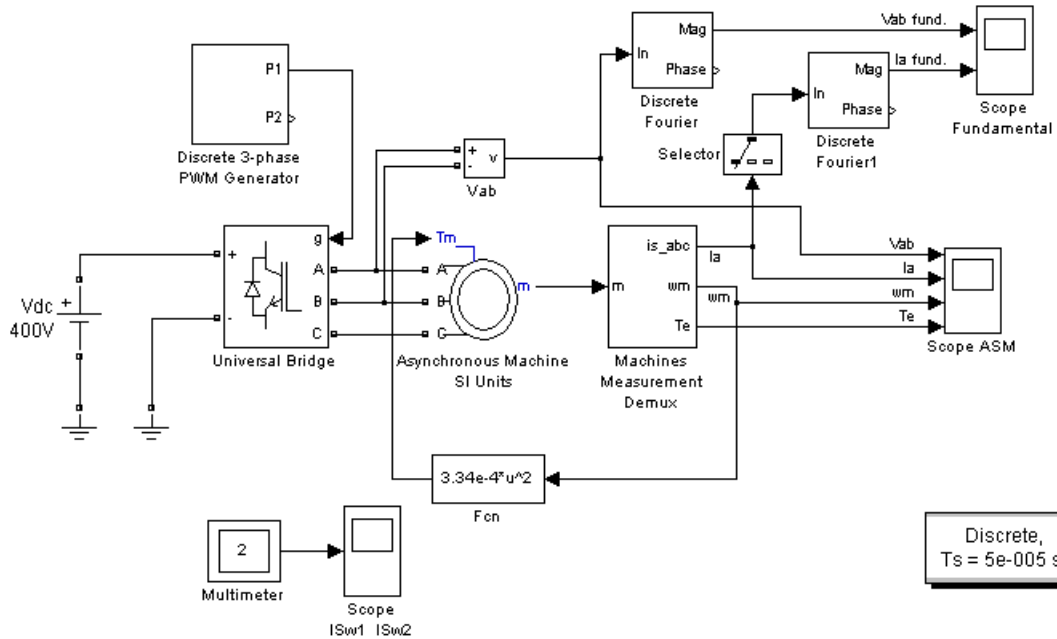 Mag
Vab fund.
In
Phase
Discrete
Fourier
Mag
Ia fund.
In
Phase
Discrete
Fourier1
Scope
Fundamental
P1
P2
Discrete 3-phase
PWM Generator
+
-
v
Vab
Selector
g
+
A
B
-
C
Universal Bridge
Vdc
+
400V
Tm
A
B
C
m
Asynchronous Machine
SI Units
m
is_abc
Ia
wm
wm
Te
Machines
Measurement
Demux
Vab
Ia
wm
Te
Scope ASM
3.34e-4*u^2
Fcn
2
Multimeter
Scope
ISw1 ISw2
Discrete,
Ts = 5e-005 s